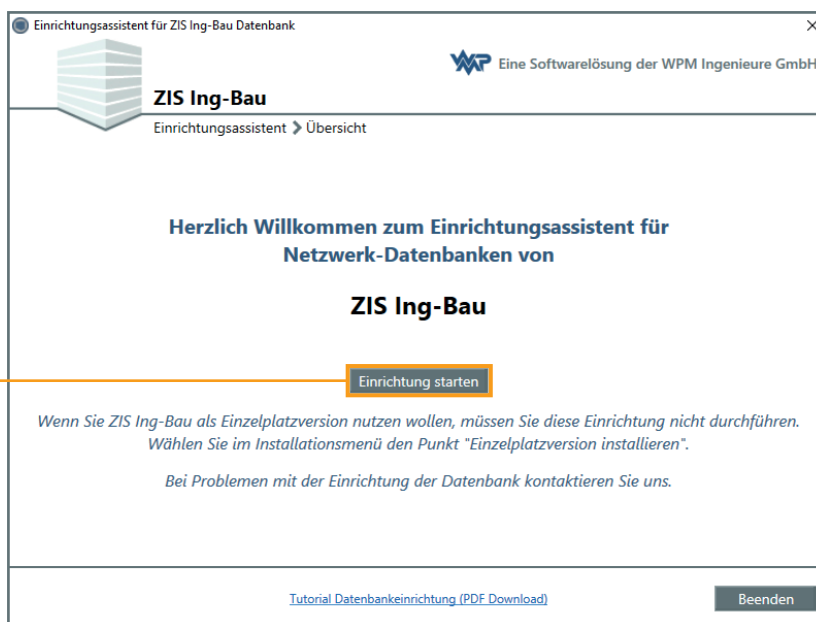 Einrichtungsassistent für ZIS Ing-Bau Datenbank
WMP Eine Softwarelösung der WPM Ingenieure GmbH
ZIS Ing-Bau
Einrichtungsassistent > Übersicht
Herzlich Willkommen zum Einrichtungsassistent für
Netzwerk-Datenbanken von
ZIS Ing-Bau
Einrichtung starten
Wenn Sie ZIS Ing-Bau als Einzelplatzversion nutzen wollen, müssen Sie diese Einrichtung nicht durchführen.
Wählen Sie im Installationsmenü den Punkt "Einzelplatzversion installieren".
Bei Problemen mit der Einrichtung der Datenbank kontaktieren Sie uns.
Tutorial Datenbankeinrichtung (PDF Download)
Beenden